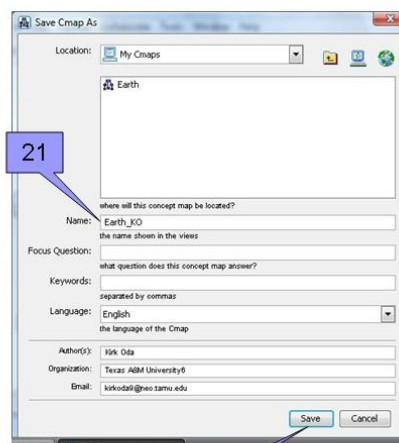 Save Cmap As
Location:
My Cmaps
Earth
21
where will this concept map be located?
Name:
Earth_KO
the name shown in the views
Focus Question:
what question does this concept map answer?
Keywords:
separated by commas
Language:
English
the language of the Cmap
Author(s):
Kirk Oda
Organization:
Texas A&M University6
Email:
kirkoda9@neo.tamu.edu
Save
Cancel